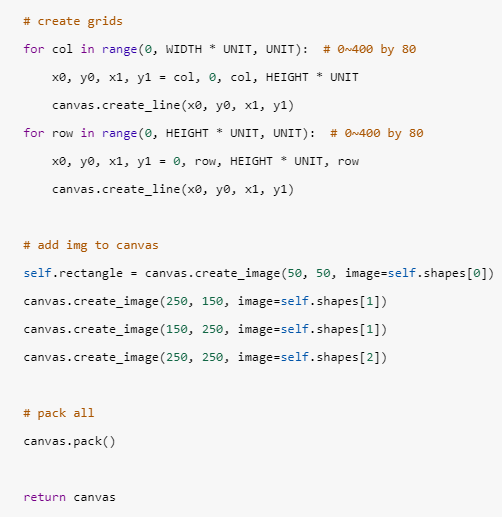 # create grids
for col in range(0, WIDTH * UNIT, UNIT):  # 0~400 by 80
    x0, y0, x1, y1 = col, 0, col, HEIGHT * UNIT
    canvas.create_line(x0, y0, x1, y1)
for row in range(0, HEIGHT * UNIT, UNIT):  # 0~400 by 80
    x0, y0, x1, y1 = 0, row, HEIGHT * UNIT, row
    canvas.create_line(x0, y0, x1, y1)
# add img to canvas
self.rectangle = canvas.create_image(50, 50, image=self.shapes[0])
canvas.create_image(250, 150, image=self.shapes[1])
canvas.create_image(150, 250, image=self.shapes[1])
canvas.create_image(250, 250, image=self.shapes[2])
# pack all
canvas.pack()
return canvas